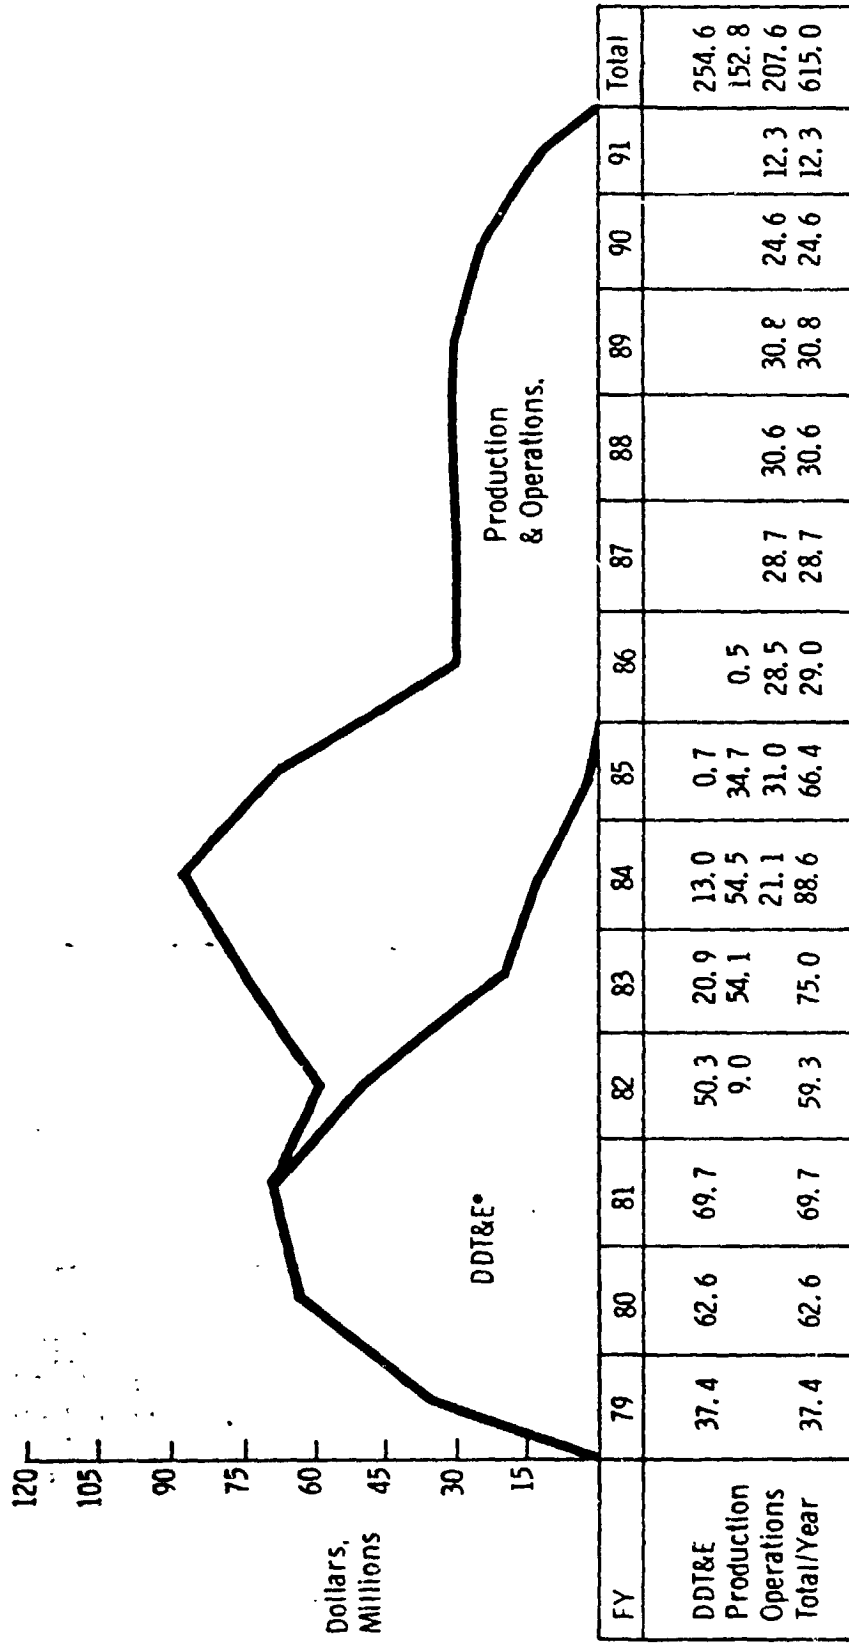 120
105
90
75
60
45
30
15
Dollars,
Millions
DDT&E*
Production
& Operations.
FY 79 80 81 82 83 84 85 86 87 88 89 90 91 Total
DDT&E 37.4 62.6 69.7 50.3 20.9 13.0 0.7 254.6
Production 9.0 54.1 54.5 34.7 0.5 152.8
Operations 21.1 31.0 28.5 28.7 30.6 30.8 24.6 12.3 207.6
Total/Year 37.4 62.6 69.7 59.3 75.0 88.6 66.4 29.0 28.7 30.6 30.8 24.6 12.3 615.0